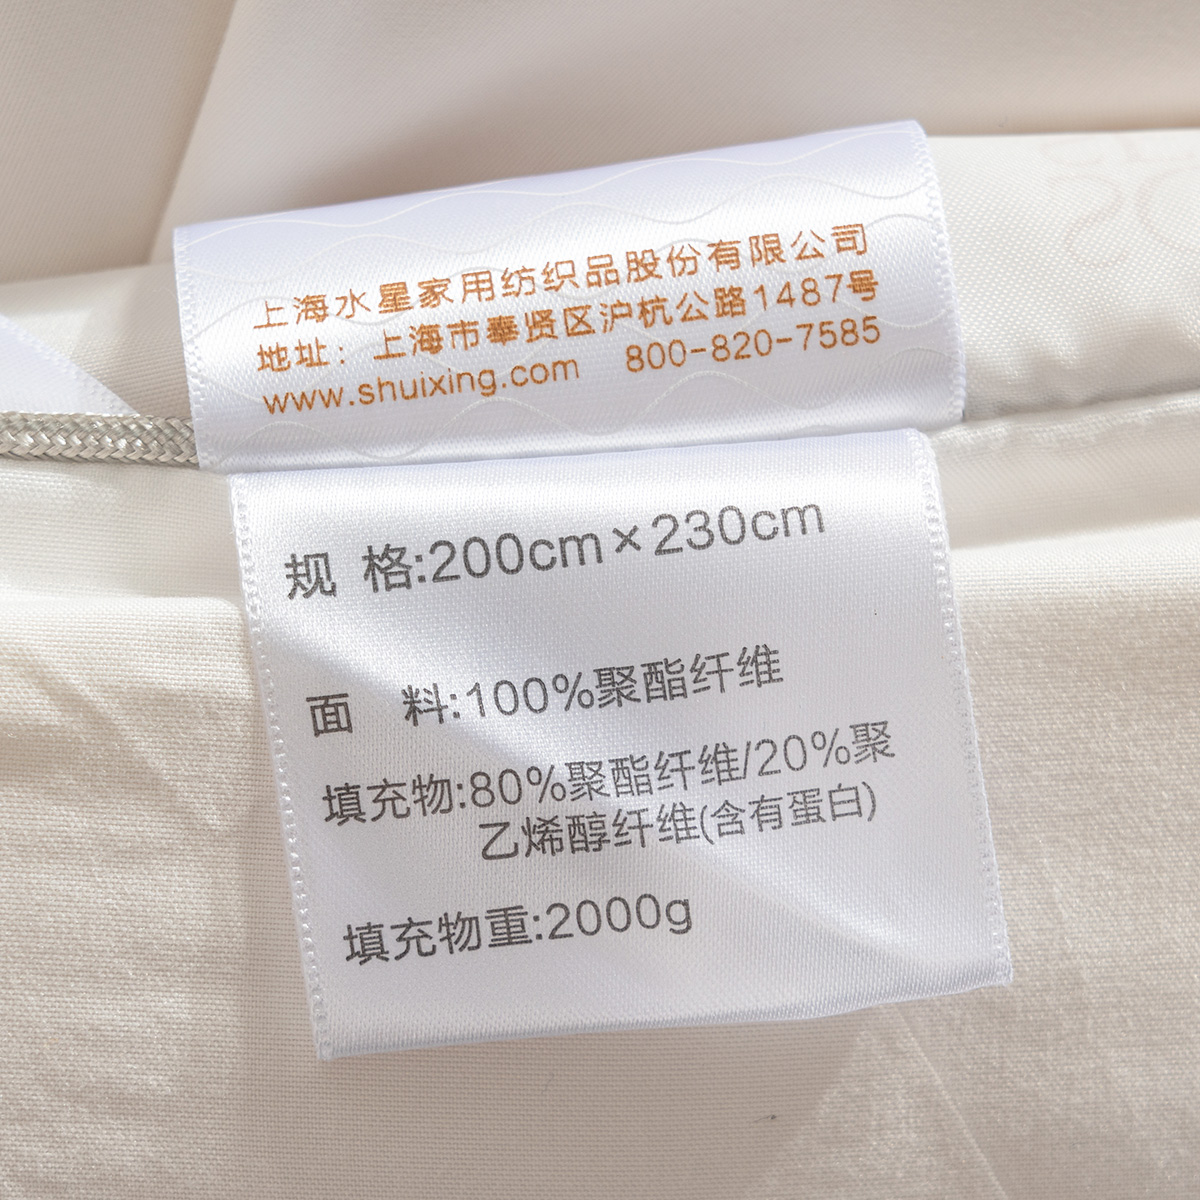 上海水星家用纺织品股份有限公司
地址：上海市奉贤区沪杭公路1487号
www.shuixing.com 800-820-7585
规 格:200cm×230cm
面 料:100%聚酯纤维
填充物:80%聚酯纤维/20%聚
乙烯醇纤维(含有蛋白)
填充物重:2000g